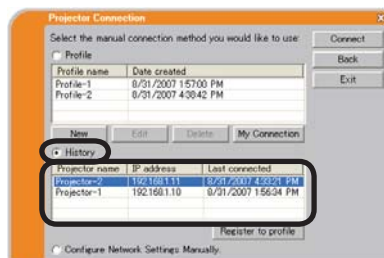 Projector Connection
X
Select the manual connection method you would like to use
Connect
Profile
Back
Profile name Date created
Exit
Profile-1 8/31/2007 1:57:00 PM
Profile-2 8/31/2007 4:38:42 PM
New Edit Delete My Connection
History
Projector name IP address Last connected
Projector-2 192.168.1.11 8/31/2007 4:33:21 PM
Projector-1 192.168.1.10 8/31/2007 1:56:34 PM
Register to profile
Configure Network Settings Manually.